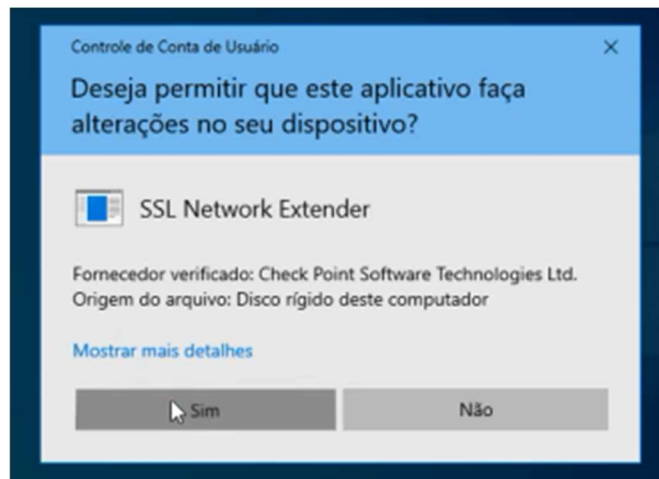 Controle de Conta de Usuário
Deseja permitir que este aplicativo faça
alterações no seu dispositivo?
SSL Network Extender
Fornecedor verificado: Check Point Software Technologies Ltd.
Origem do arquivo: Disco rígido deste computador
Mostrar mais detalhes
Sim
Não